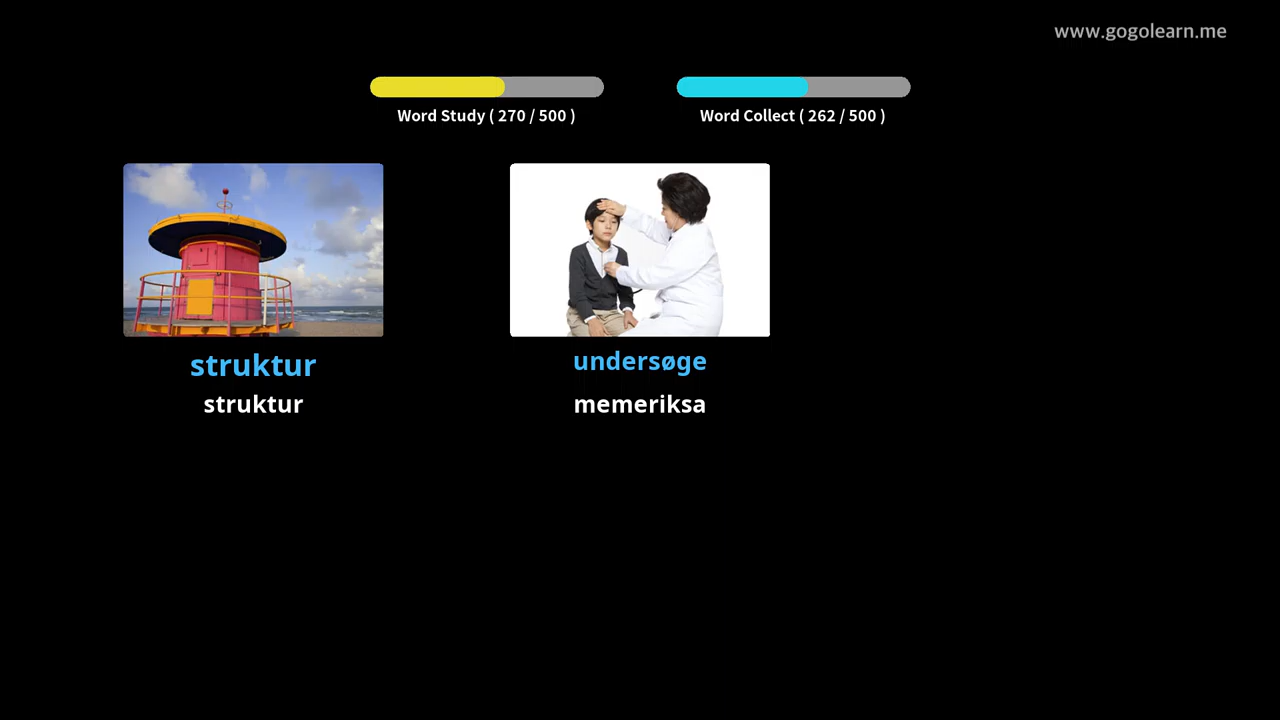 www.gogolearn.me
Word Study ( 270 / 500 )
Word Collect ( 262 / 500 )
struktur
struktur
undersøge
memeriksa